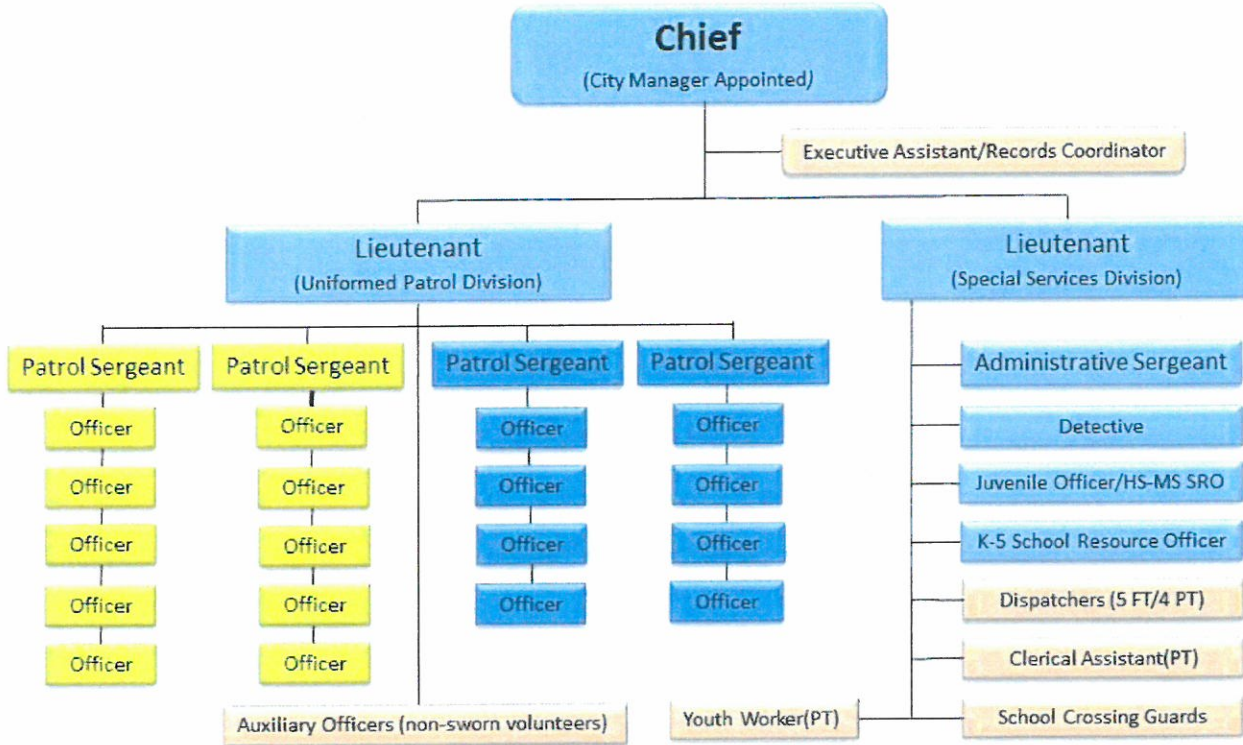 Chief
(City Manager Appointed)
Executive Assistant/Records Coordinator
Lieutenant
(Uniformed Patrol Division)
Lieutenant
(Special Services Division)
Patrol Sergeant
Patrol Sergeant
Patrol Sergeant
Patrol Sergeant
Administrative Sergeant
Officer
Officer
Officer
Officer
Detective
Officer
Officer
Officer
Officer
Juvenile Officer/HS-MS SRO
Officer
Officer
Officer
Officer
K-5 School Resource Officer
Officer
Officer
Officer
Officer
Dispatchers (5 FT/4 PT)
Officer
Officer
Clerical Assistant(PT)
Auxiliary Officers (non-sworn volunteers)
Youth Worker(PT)
School Crossing Guards